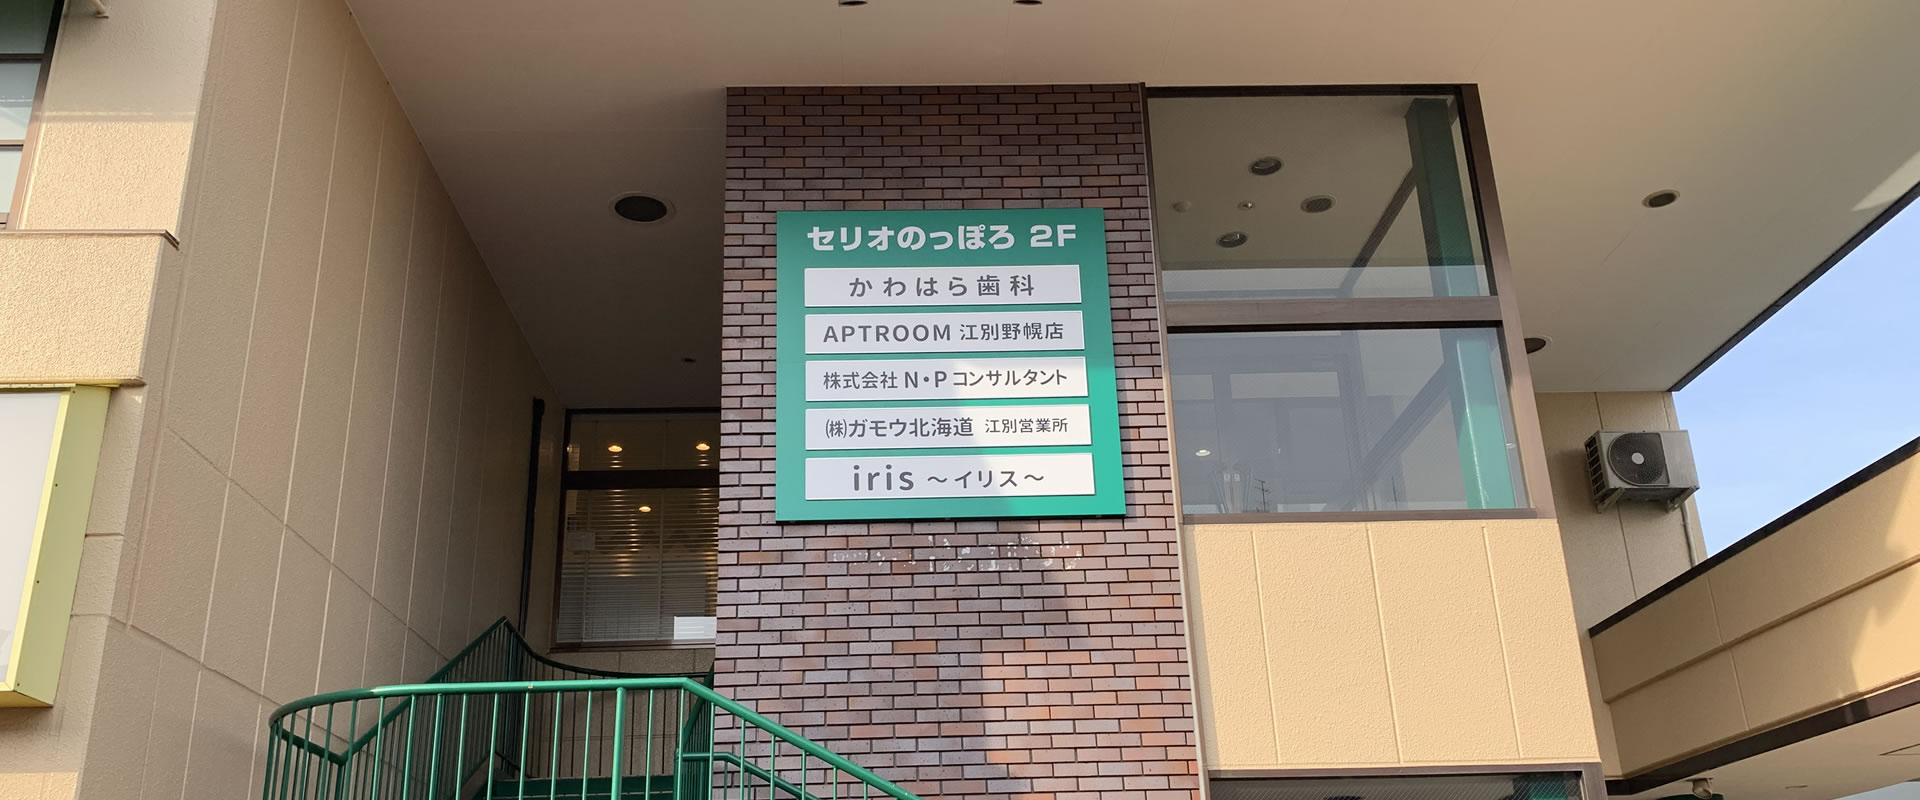 セリオのっぽろ 2F
かわはら歯科
APTROOM 江別野幌店
株式会社 N・P コンサルタント
㈱ガモウ北海道 江別営業所
iris ～イリス～